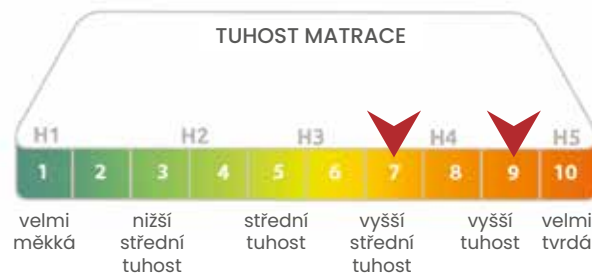 TUHOST MATRACE
H1 H2 H3 H4 H5
1 2 3 4 5 6 7 8 9 10
velmi měkká
nižší střední tuhost
střední tuhost
vyšší střední tuhost
vyšší tuhost
velmi tvrdá